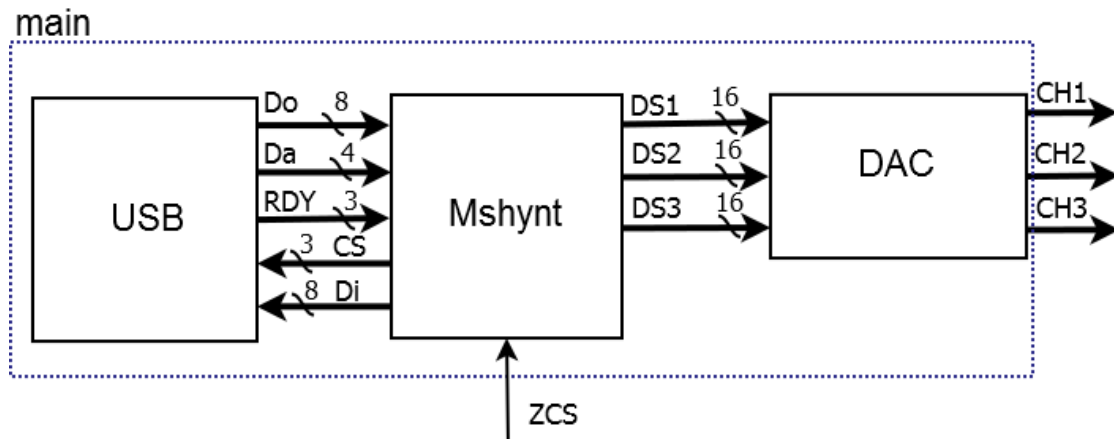 main
USB
Do
8
Da
4
RDY
3
3
CS
8
Di
Mshynt
DS1
16
DS2
16
DS3
16
DAC
CH1
CH2
CH3
ZCS